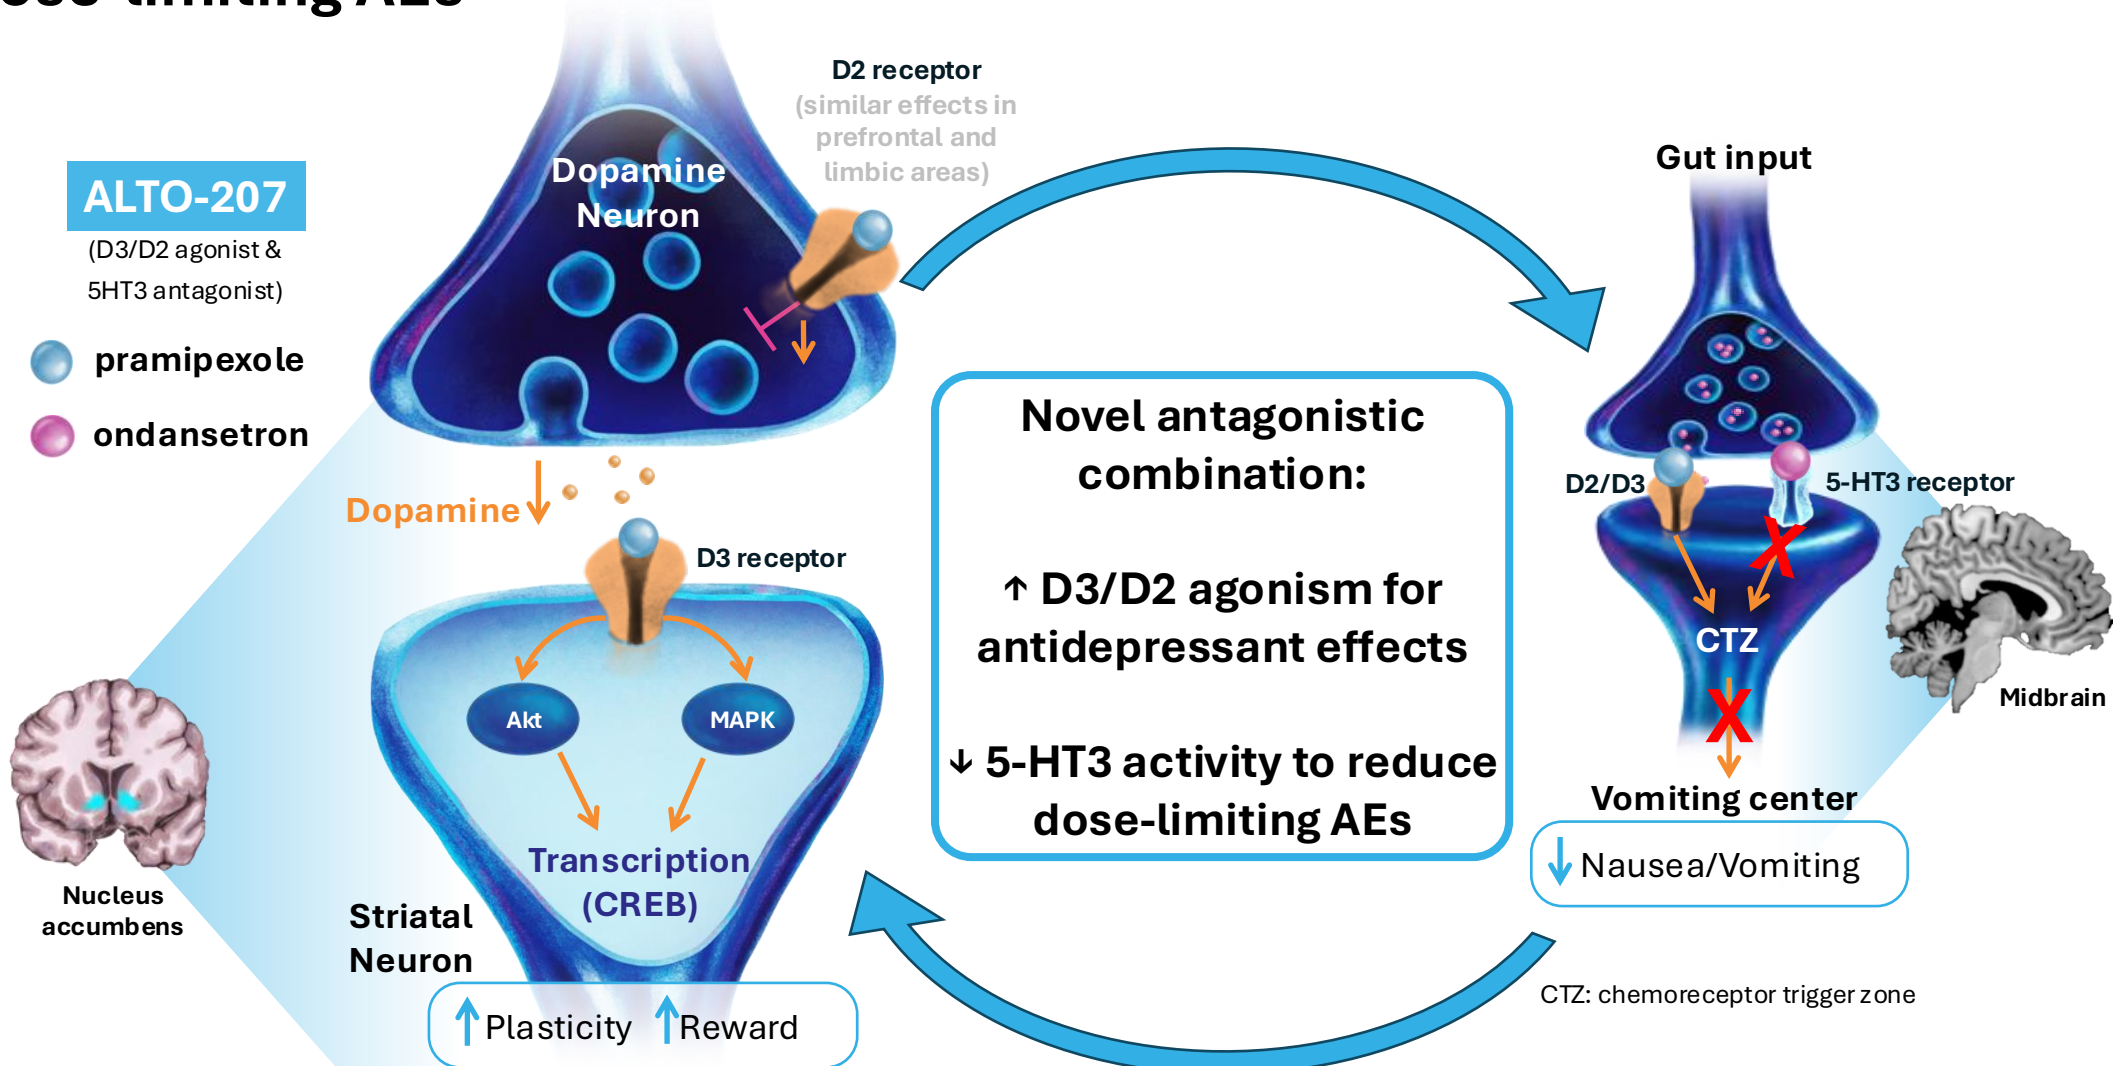 ose-limiting AEs
D2 receptor
(similar effects in
prefrontal and
limbic areas)
Dopamine
Neuron
ALTO-207
(D3/D2 agonist &
5HT3 antagonist)
pramipexole
ondansetron
Dopamine
D3 receptor
Akt
MAPK
Transcription
(CREB)
Striatal
Neuron
↑ Plasticity ↑ Reward
Nucleus
accumbens
Novel antagonistic
combination:
↑ D3/D2 agonism for
antidepressant effects
↓ 5-HT3 activity to reduce
dose-limiting AEs
Gut input
D2/D3
5-HT3 receptor
X
CTZ
X
Midbrain
Vomiting center
↓ Nausea/Vomiting
CTZ: chemoreceptor trigger zone